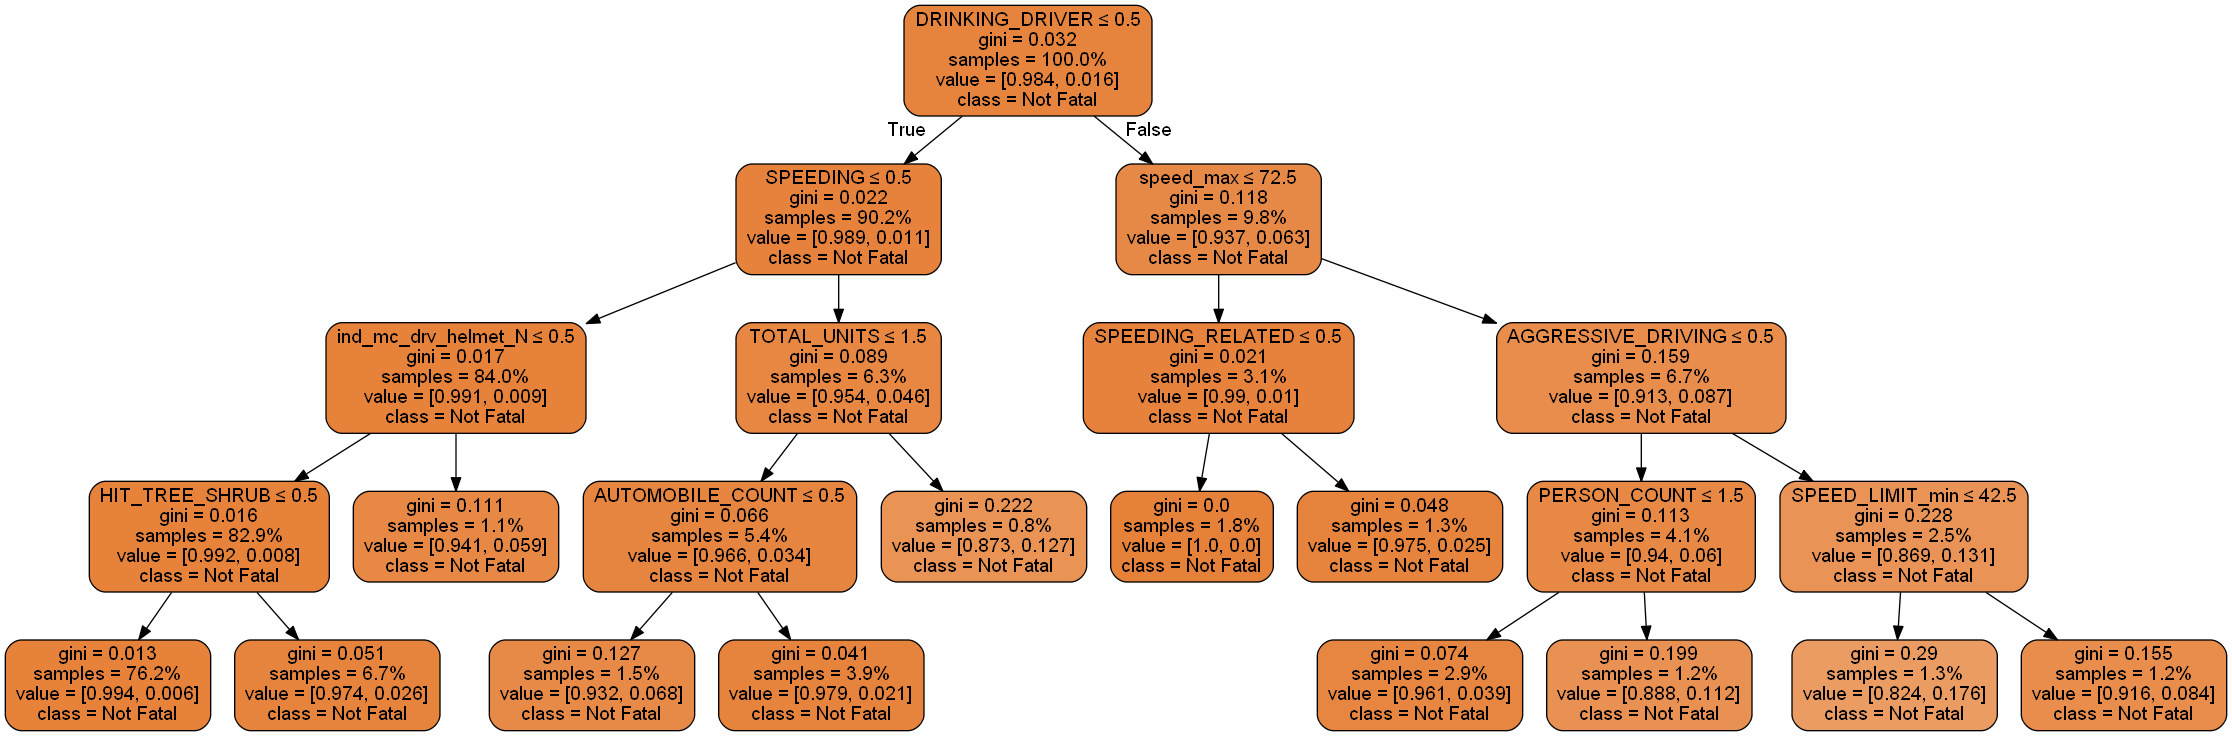 DRINKING_DRIVER ≤ 0.5
gini = 0.032
samples = 100.0%
value = [0.984, 0.016]
class = Not Fatal
True
False
SPEEDING ≤ 0.5
gini = 0.022
samples = 90.2%
value = [0.989, 0.011]
class = Not Fatal
speed_max ≤ 72.5
gini = 0.118
samples = 9.8%
value = [0.937, 0.063]
class = Not Fatal
ind_mc_drv_helmet_N ≤ 0.5
gini = 0.017
samples = 84.0%
value = [0.991, 0.009]
class = Not Fatal
TOTAL_UNITS ≤ 1.5
gini = 0.089
samples = 6.3%
value = [0.954, 0.046]
class = Not Fatal
SPEEDING_RELATED ≤ 0.5
gini = 0.021
samples = 3.1%
value = [0.99, 0.01]
class = Not Fatal
AGGRESSIVE_DRIVING ≤ 0.5
gini = 0.159
samples = 6.7%
value = [0.913, 0.087]
class = Not Fatal
HIT_TREE_SHRUB ≤ 0.5
gini = 0.016
samples = 82.9%
value = [0.992, 0.008]
class = Not Fatal
gini = 0.111
samples = 1.1%
value = [0.941, 0.059]
class = Not Fatal
AUTOMOBILE_COUNT ≤ 0.5
gini = 0.066
samples = 5.4%
value = [0.966, 0.034]
class = Not Fatal
gini = 0.222
samples = 0.8%
value = [0.873, 0.127]
class = Not Fatal
gini = 0.0
samples = 1.8%
value = [1.0, 0.0]
class = Not Fatal
gini = 0.048
samples = 1.3%
value = [0.975, 0.025]
class = Not Fatal
PERSON_COUNT ≤ 1.5
gini = 0.113
samples = 4.1%
value = [0.94, 0.06]
class = Not Fatal
SPEED_LIMIT_min ≤ 42.5
gini = 0.228
samples = 2.5%
value = [0.869, 0.131]
class = Not Fatal
gini = 0.013
samples = 76.2%
value = [0.994, 0.006]
class = Not Fatal
gini = 0.051
samples = 6.7%
value = [0.974, 0.026]
class = Not Fatal
gini = 0.127
samples = 1.5%
value = [0.932, 0.068]
class = Not Fatal
gini = 0.041
samples = 3.9%
value = [0.979, 0.021]
class = Not Fatal
gini = 0.074
samples = 2.9%
value = [0.961, 0.039]
class = Not Fatal
gini = 0.199
samples = 1.2%
value = [0.888, 0.112]
class = Not Fatal
gini = 0.29
samples = 1.3%
value = [0.824, 0.176]
class = Not Fatal
gini = 0.155
samples = 1.2%
value = [0.916, 0.084]
class = Not Fatal